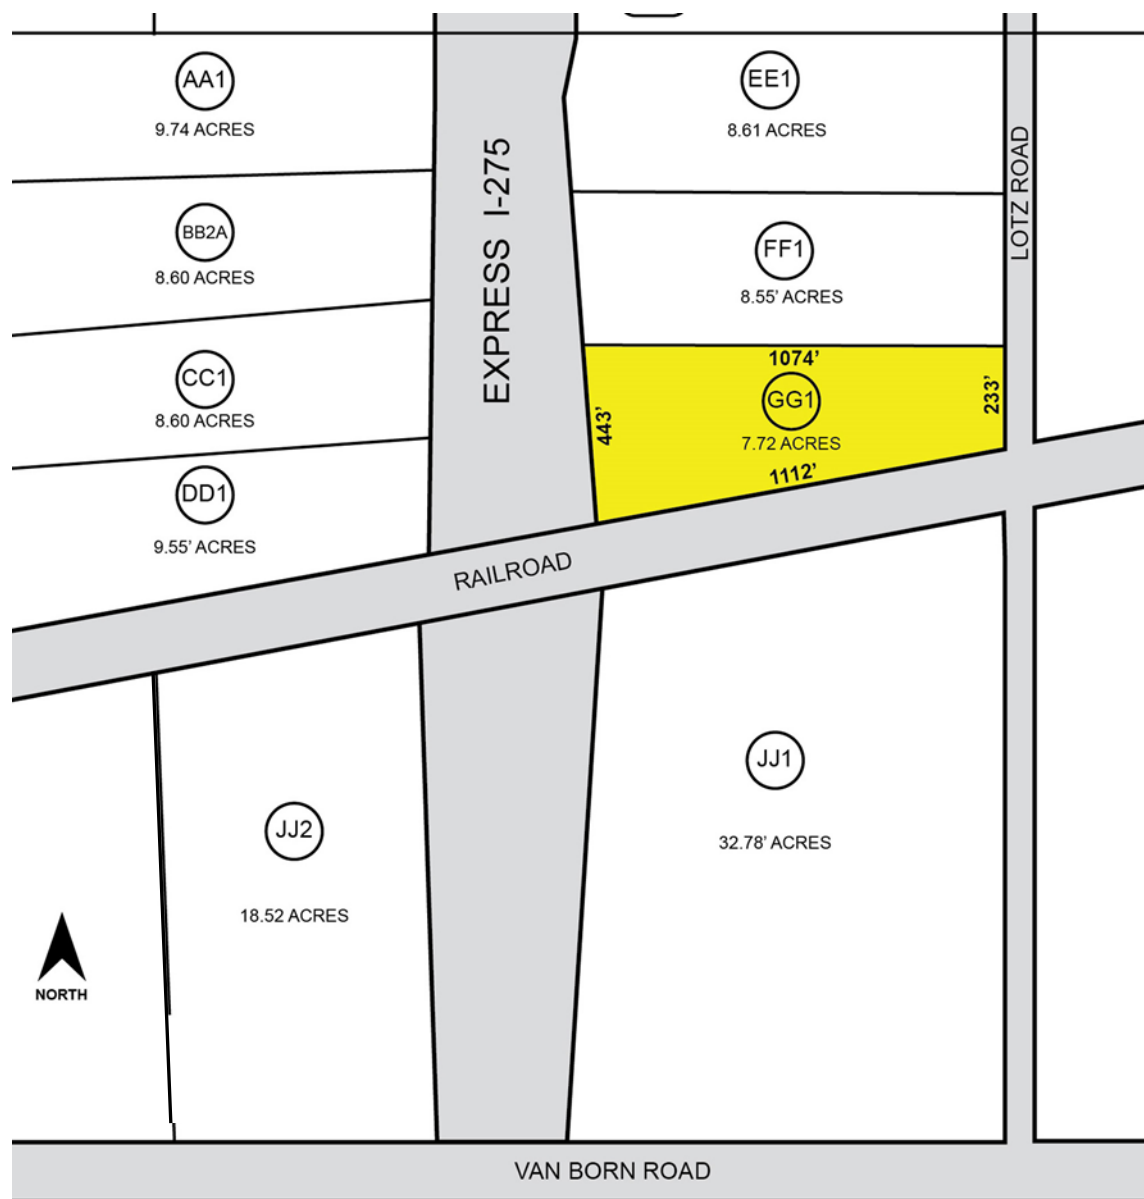 AA1
9.74 ACRES
EE1
8.61 ACRES
EXPRESS I-275
LOTZ ROAD
BB2A
8.60 ACRES
FF1
8.55' ACRES
CC1
8.60 ACRES
1074'
443'
GG1
7.72 ACRES
233'
1112'
DD1
9.55' ACRES
RAILROAD
JJ1
32.78' ACRES
JJ2
18.52 ACRES
NORTH
VAN BORN ROAD